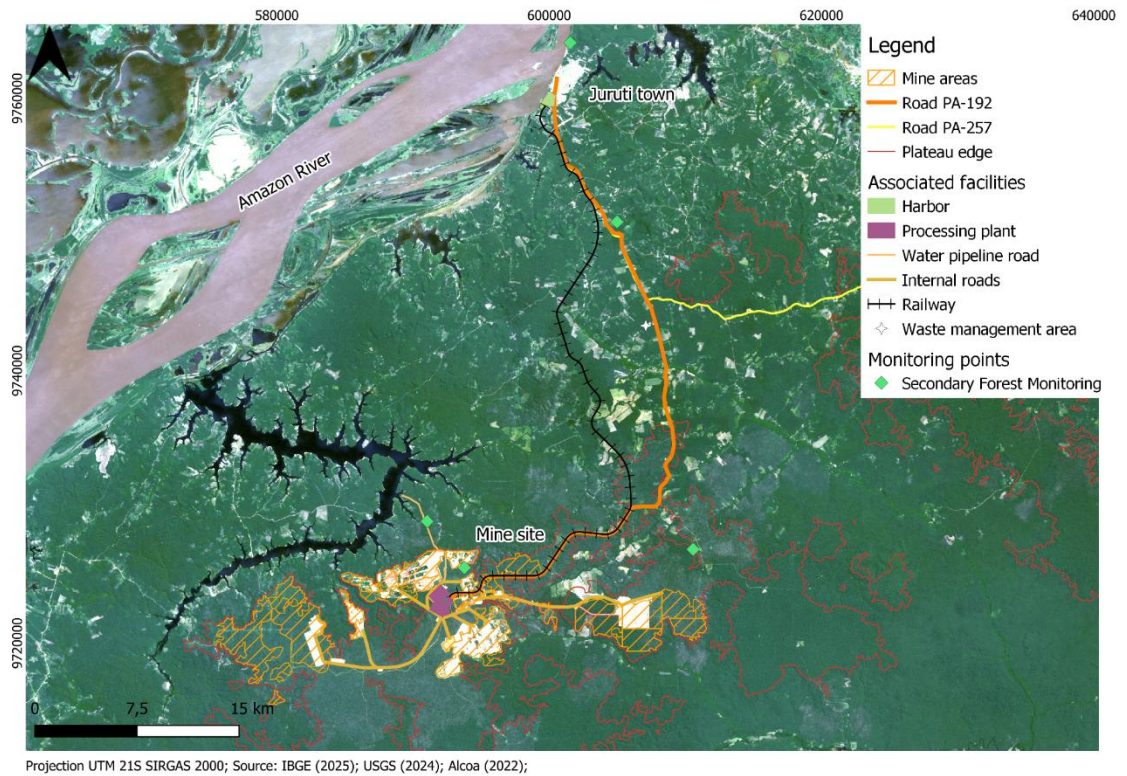 580000
600000
620000
640000
9760000
9740000
9720000
Juruti town
Amazon River
Mine site
Legend
Mine areas
Road PA-192
Road PA-257
Plateau edge
Associated facilities
Harbor
Processing plant
Water pipeline road
Internal roads
Railway
Waste management area
Monitoring points
Secondary Forest Monitoring
0 7,5 15 km
Projection UTM 21S SIRGAS 2000; Source: IBGE (2025); USGS (2024); Alcoa (2022);